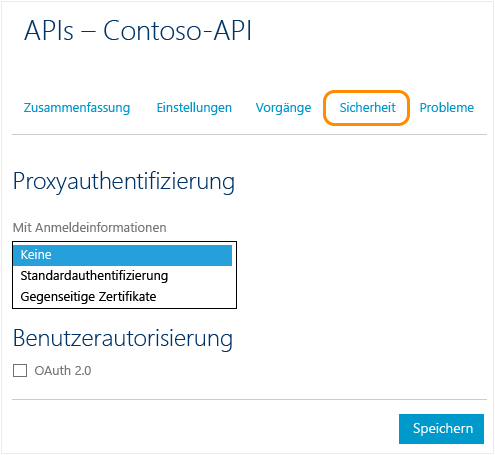 APIs – Contoso-API
Zusammenfassung Einstellungen Vorgänge Sicherheit Probleme
Proxyauthentifizierung
Mit Anmeldeinformationen
Keine
Standardauthentifizierung
Gegenseitige Zertifikate
Benutzerautorisierung
OAuth 2.0
Speichern